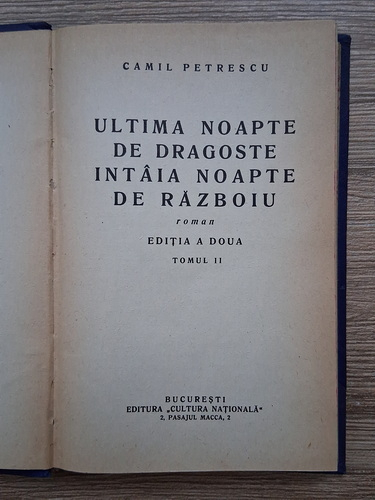 CAMIL PETRESCU
ULTIMA NOAPTE
DE DRAGOSTE
INTÂIA NOAPTE
DE RĂZBOIU
roman
EDIȚIA A DOUA
TOMUL II
BUCUREȘTI
EDITURA „CULTURA NAȚIONALĂ“
2, PASAJUL MACCA, 2